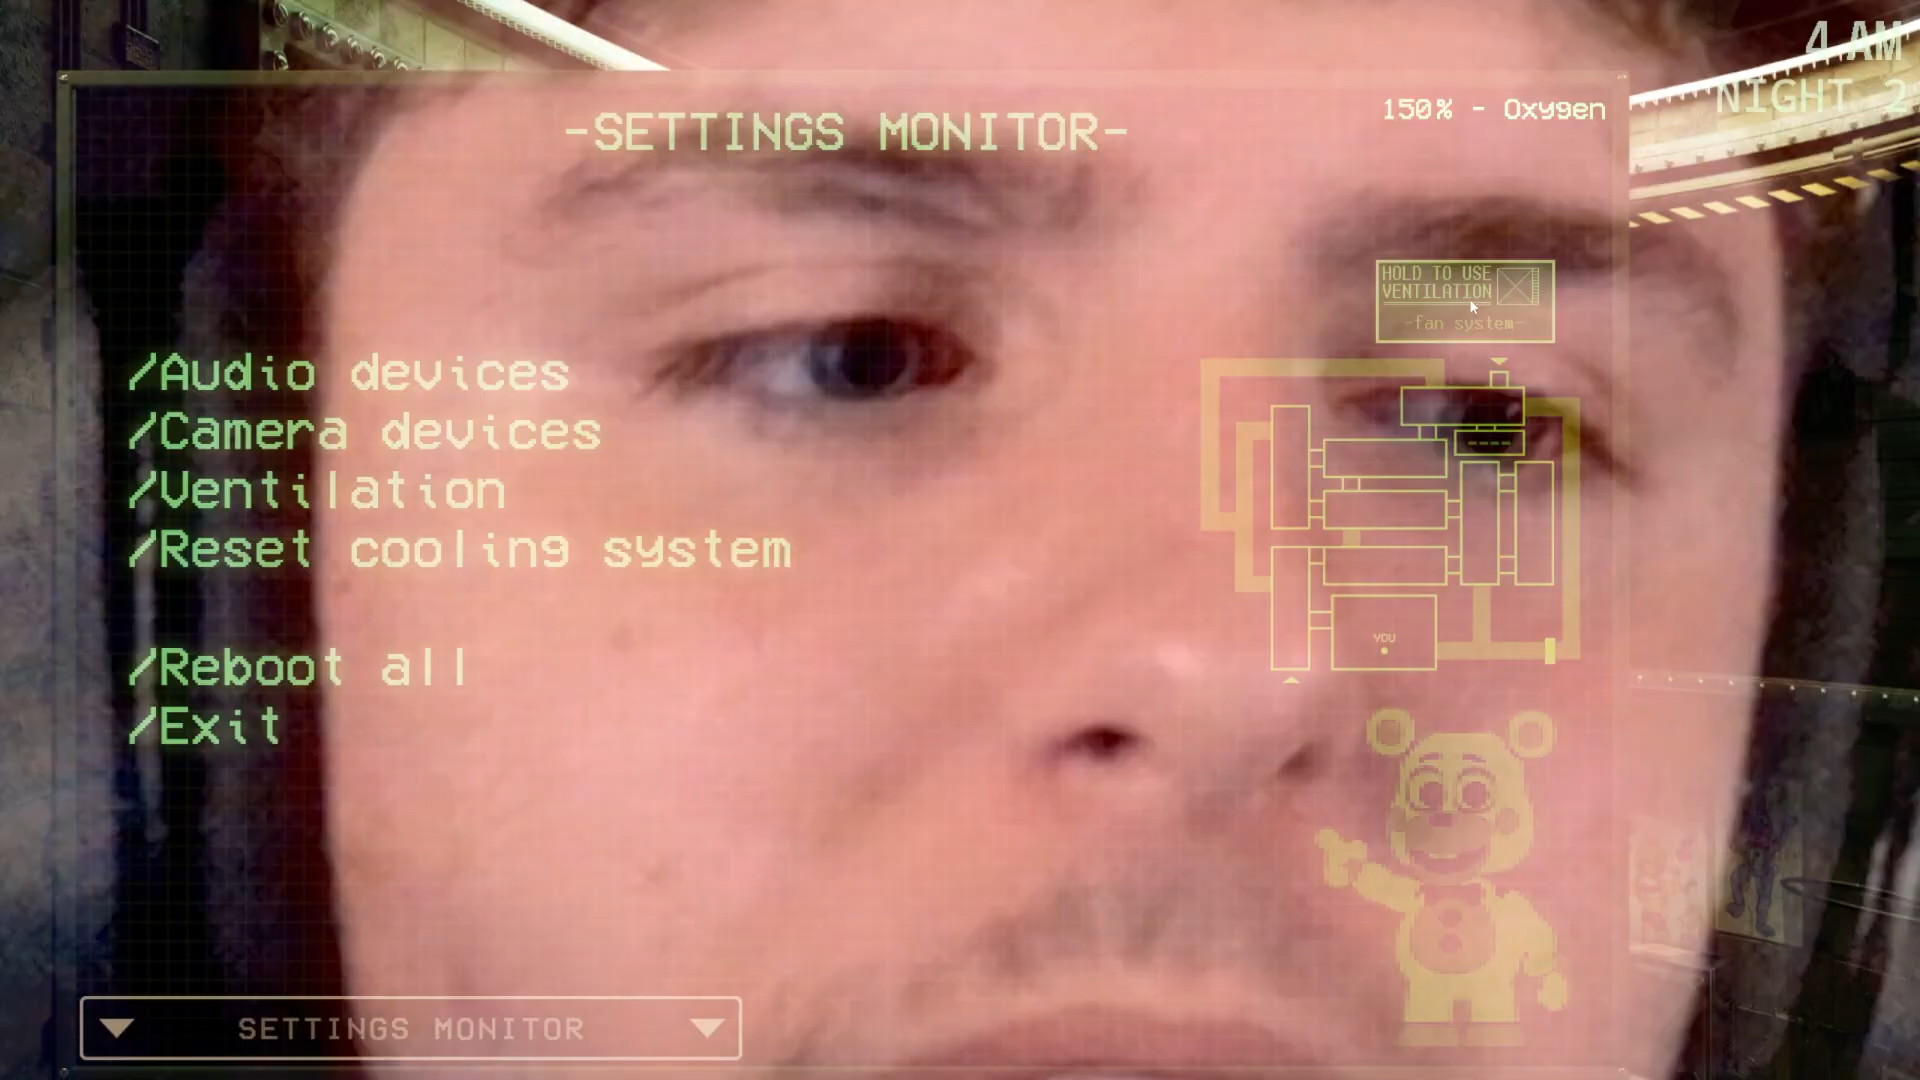 4 AM
NIGHT 2
150% - Oxygen
-SETTINGS MONITOR-
HOLD TO USE
VENTILATION
-fan system-
/Audio devices
/Camera devices
/Ventilation
/Reset cooling system
/Reboot all
/Exit
YOU
SETTINGS MONITOR